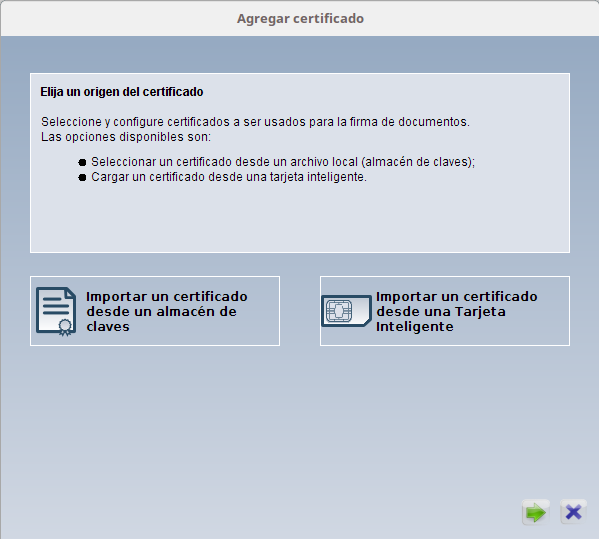 Agregar certificado
Elija un origen del certificado
Seleccione y configure certificados a ser usados para la firma de documentos.
Las opciones disponibles son:
Seleccionar un certificado desde un archivo local (almacén de claves);
Cargar un certificado desde una tarjeta inteligente.
Importar un certificado
desde un almacén de
claves
Importar un certificado
desde una Tarjeta
Inteligente